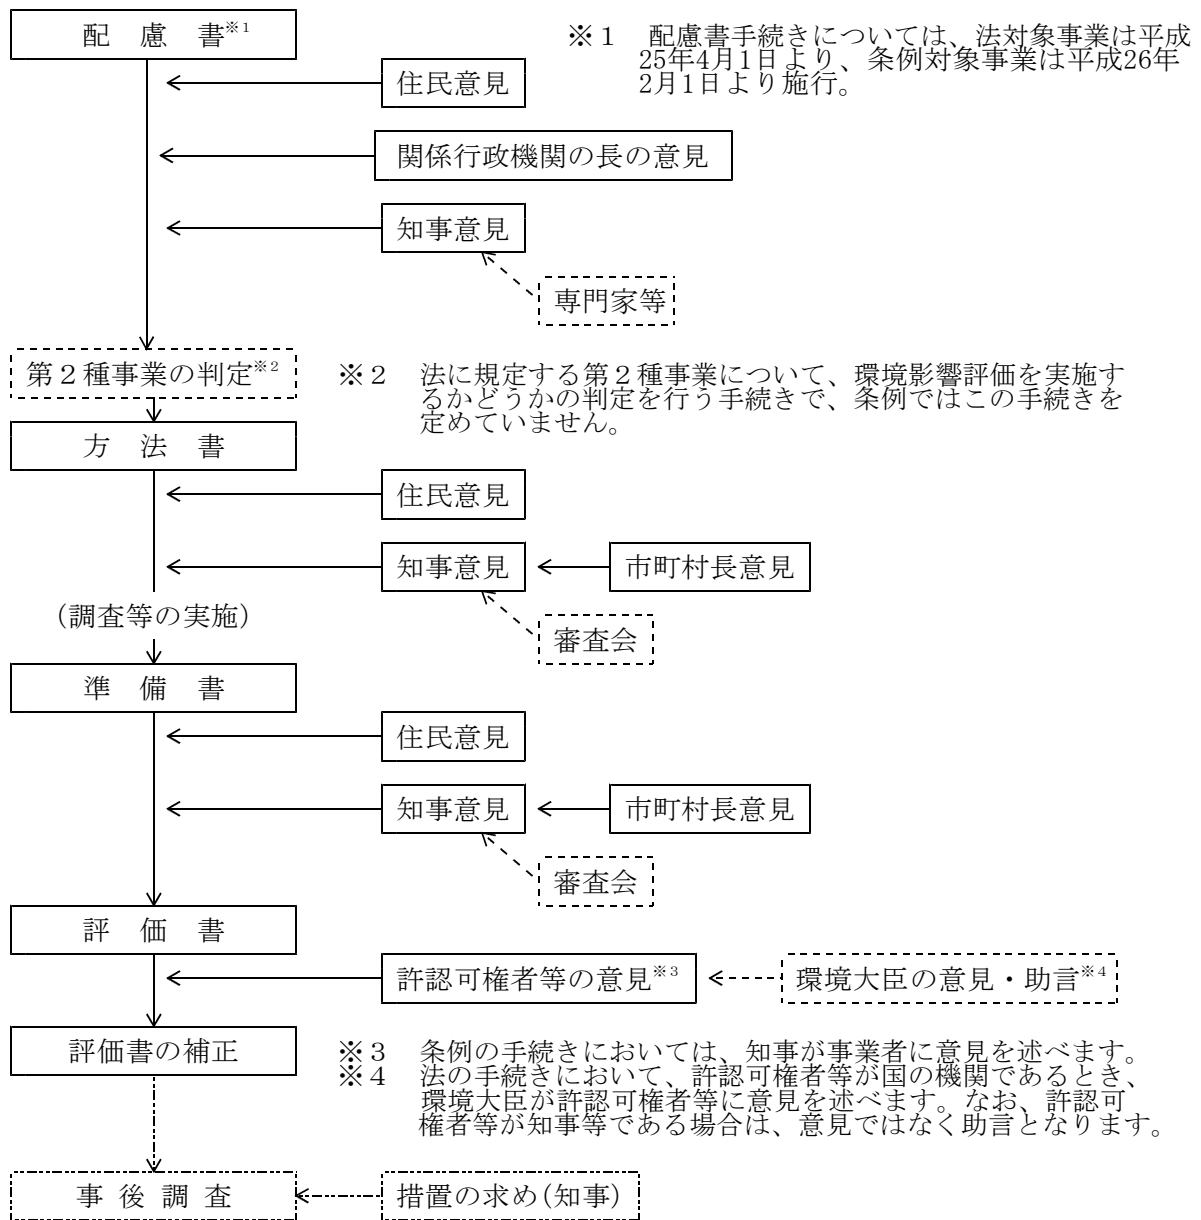 配　慮　書※1
※１　配慮書手続きについては、法対象事業は平成
25年4月1日より、条例対象事業は平成26年
2月1日より施行。
住民意見
関係行政機関の長の意見
知事意見
専門家等
第２種事業の判定※2
※２　法に規定する第２種事業について、環境影響評価を実施す
るかどうかの判定を行う手続きで、条例ではこの手続きを
定めていません。
方　法　書
住民意見
知事意見
市町村長意見
(調査等の実施)
審査会
準　備　書
住民意見
知事意見
市町村長意見
審査会
評　価　書
許認可権者等の意見※3
環境大臣の意見・助言※4
評価書の補正
※３　条例の手続きにおいては、知事が事業者に意見を述べます。
※４　法の手続きにおいて、許認可権者等が国の機関であるとき、
環境大臣が許認可権者等に意見を述べます。なお、許認可
権者等が知事等である場合は、意見ではなく助言となります。
事 後 調 査
措置の求め(知事)